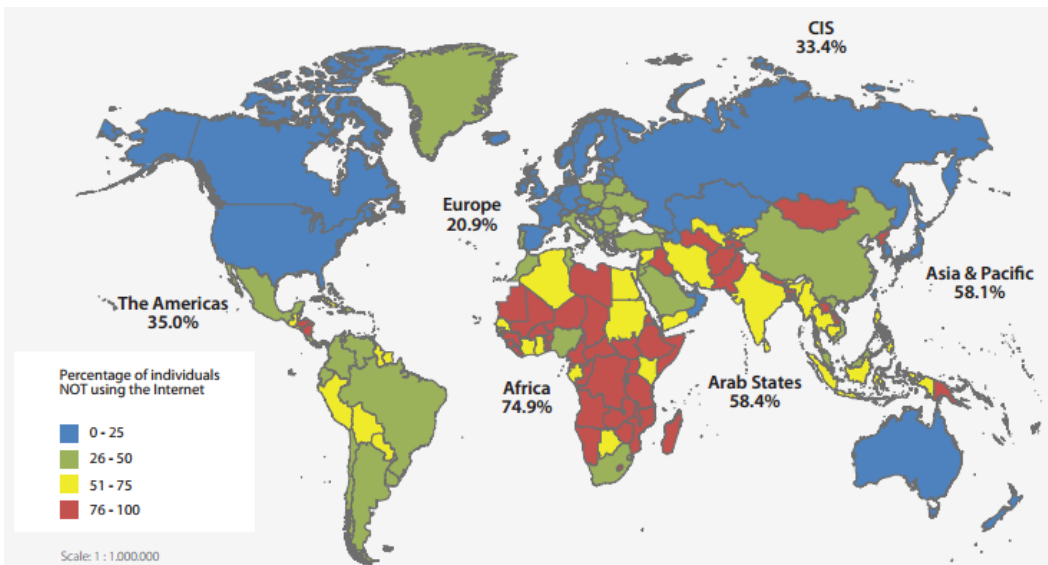 CIS
33.4%
Europe
20.9%
Asia & Pacific
58.1%
The Americas
35.0%
Africa
74.9%
Arab States
58.4%
Percentage of individuals
NOT using the Internet
0 - 25
26 - 50
51 - 75
76 - 100
Scale: 1 : 1.000.000